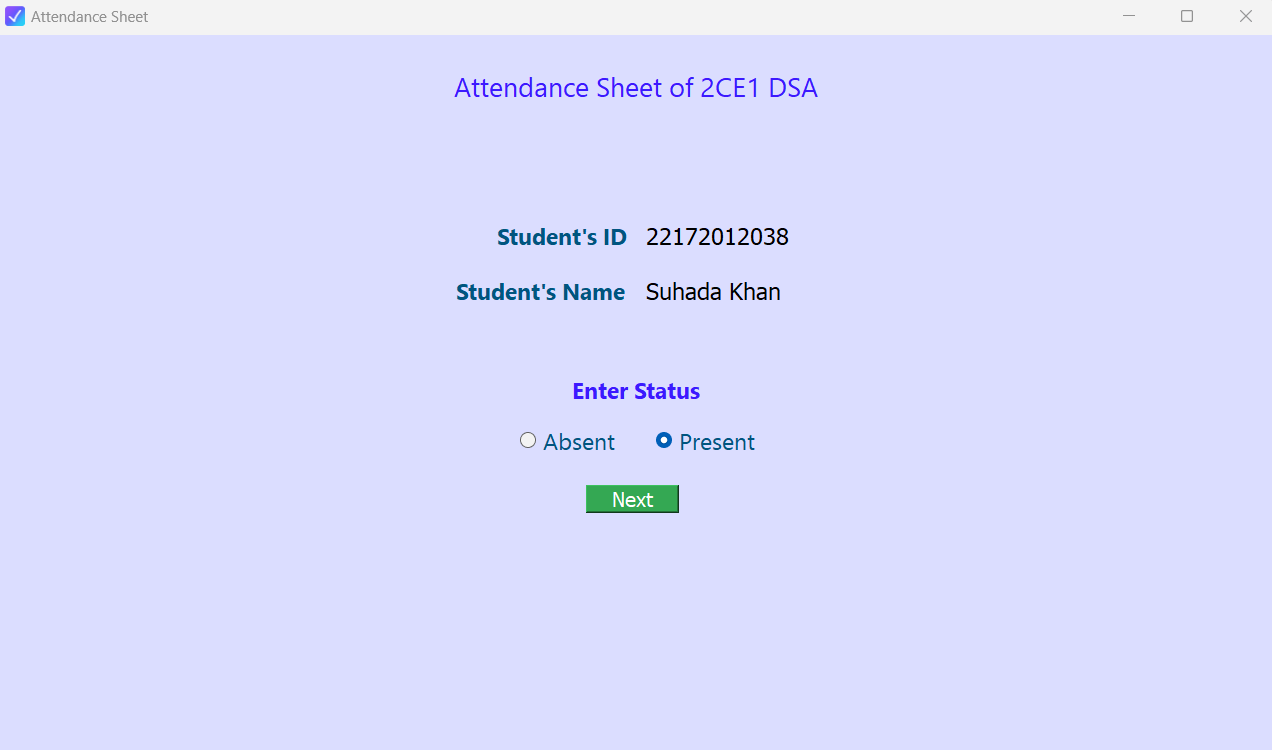 Attendance Sheet
Attendance Sheet of 2CE1 DSA
Student's ID 22172012038
Student's Name Suhada Khan
Enter Status
Absent Present
Next